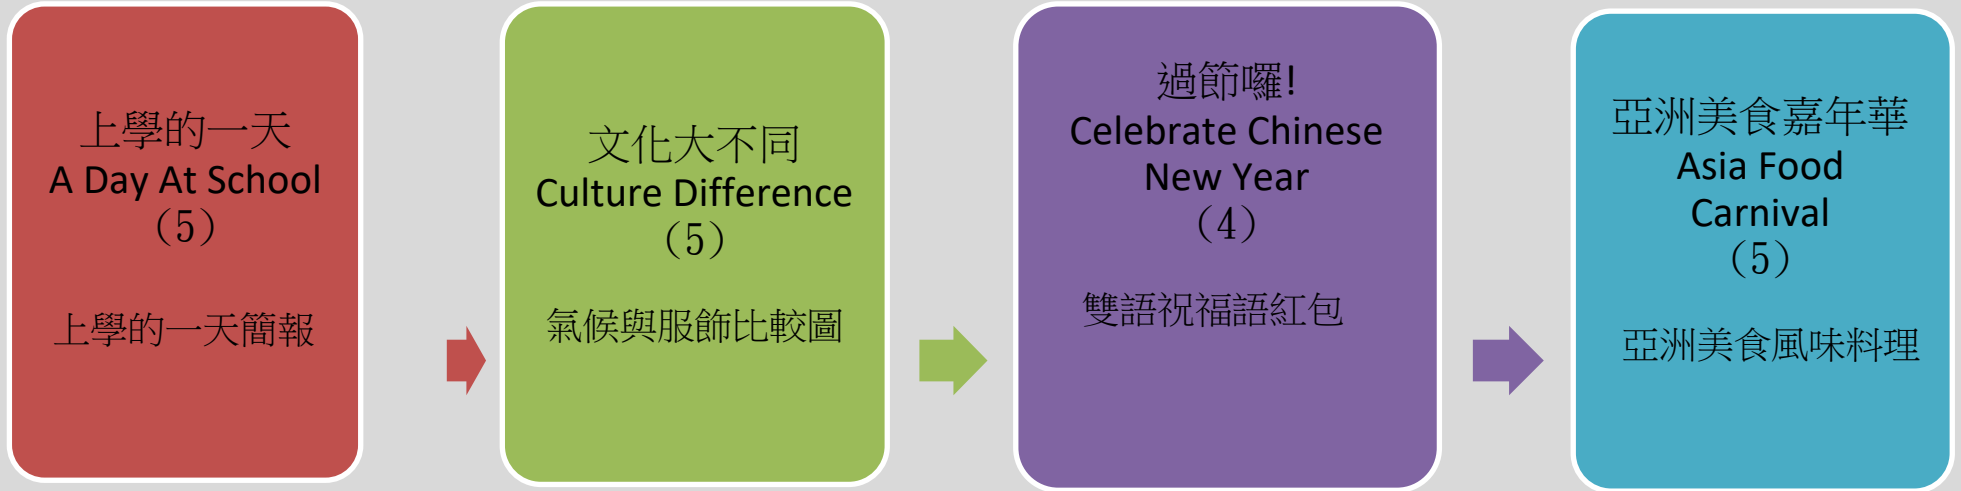 上學的一天
A Day At School
（5）
上學的一天簡報
文化大不同
Culture Difference
（5）
氣候與服飾比較圖
過節囉!
Celebrate Chinese
New Year
（4）
雙語祝福語紅包
亞洲美食嘉年華
Asia Food
Carnival
（5）
亞洲美食風味料理